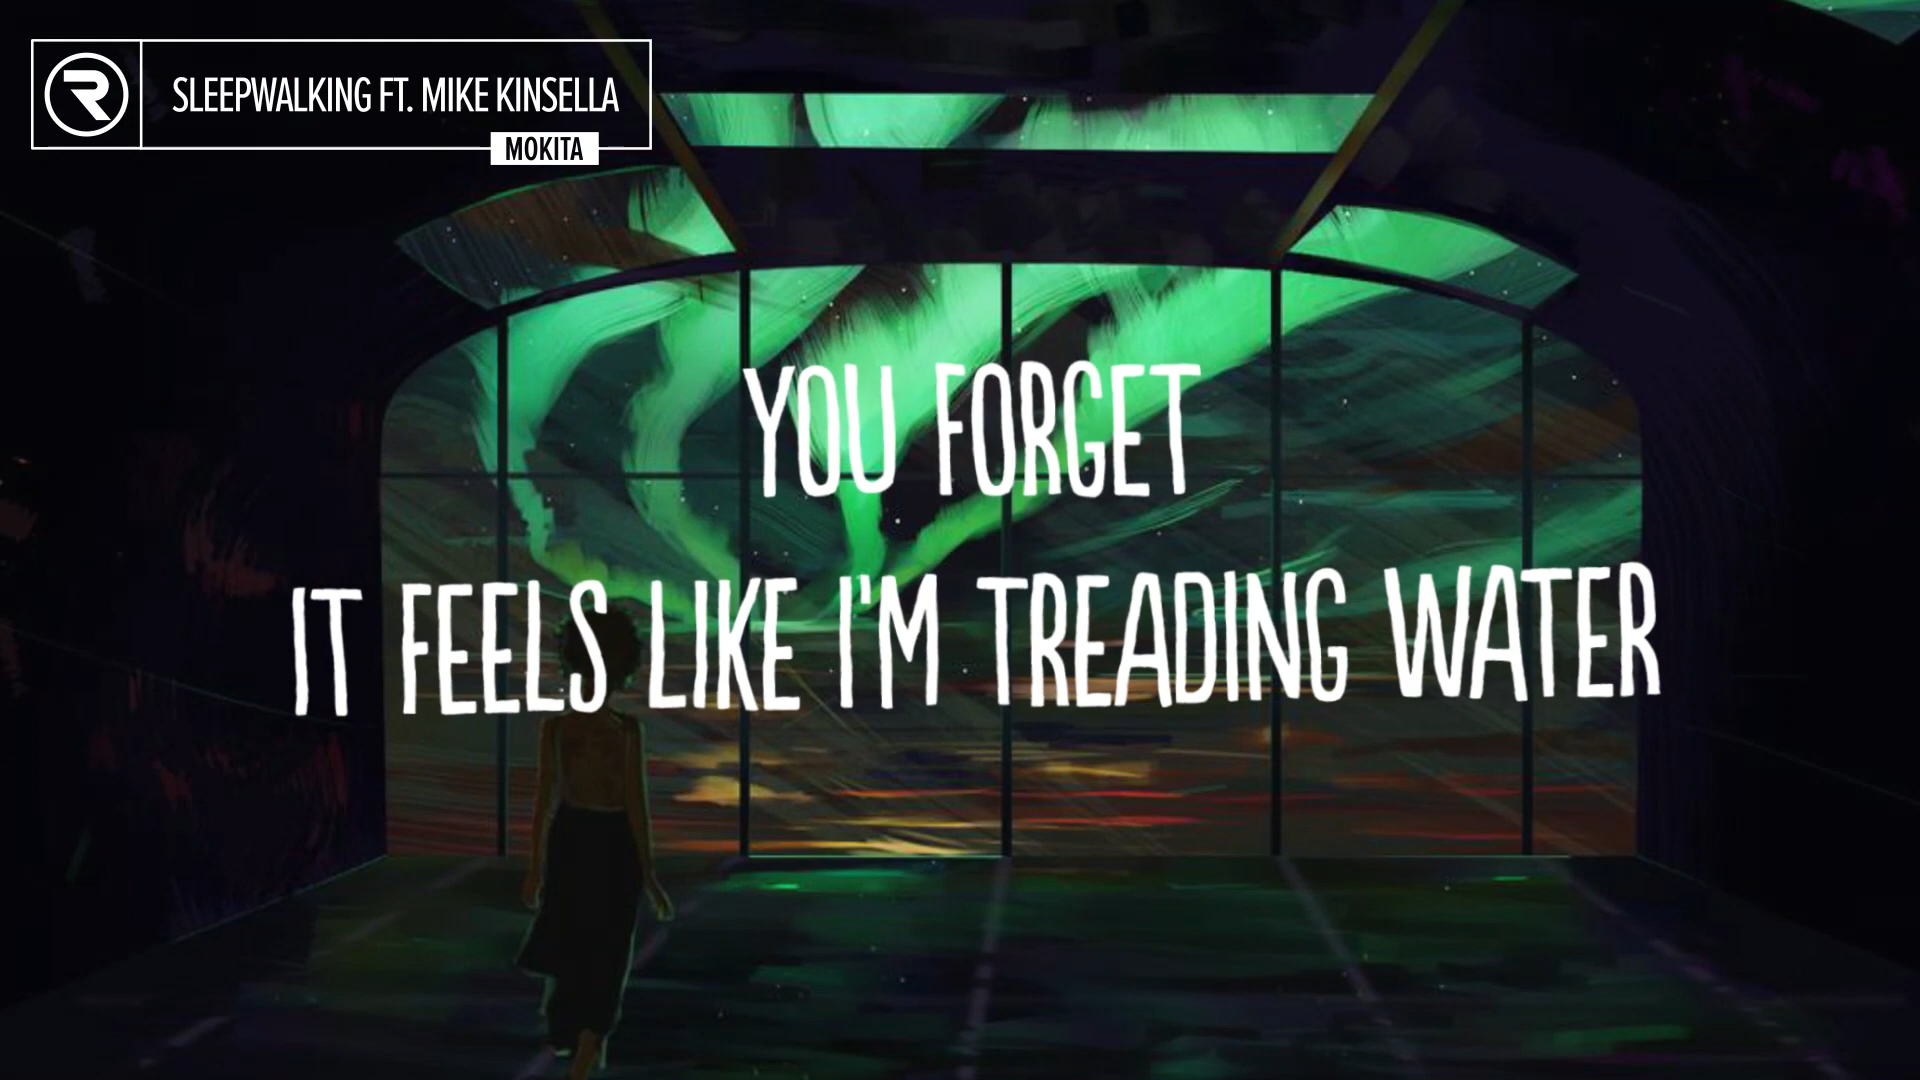 SLEEPWALKING FT. MIKE KINSELLA
MOKITA
YOU FORGET
IT FEELS LIKE I'M TREADING WATER